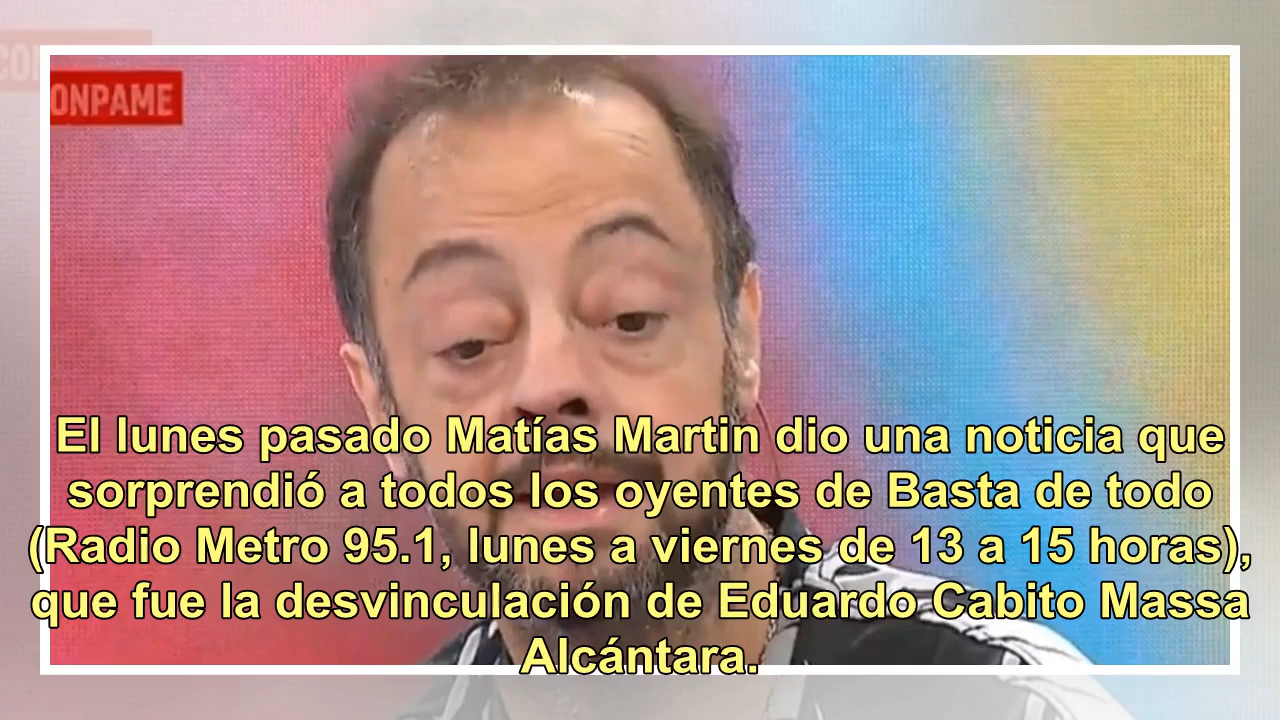 CON
ONPAME
El lunes pasado Matías Martin dio una noticia que
sorprendió a todos los oyentes de Basta de todo
(Radio Metro 95.1, lunes a viernes de 13 a 15 horas),
que fue la desvinculación de Eduardo Cabito Massa
Alcántara.